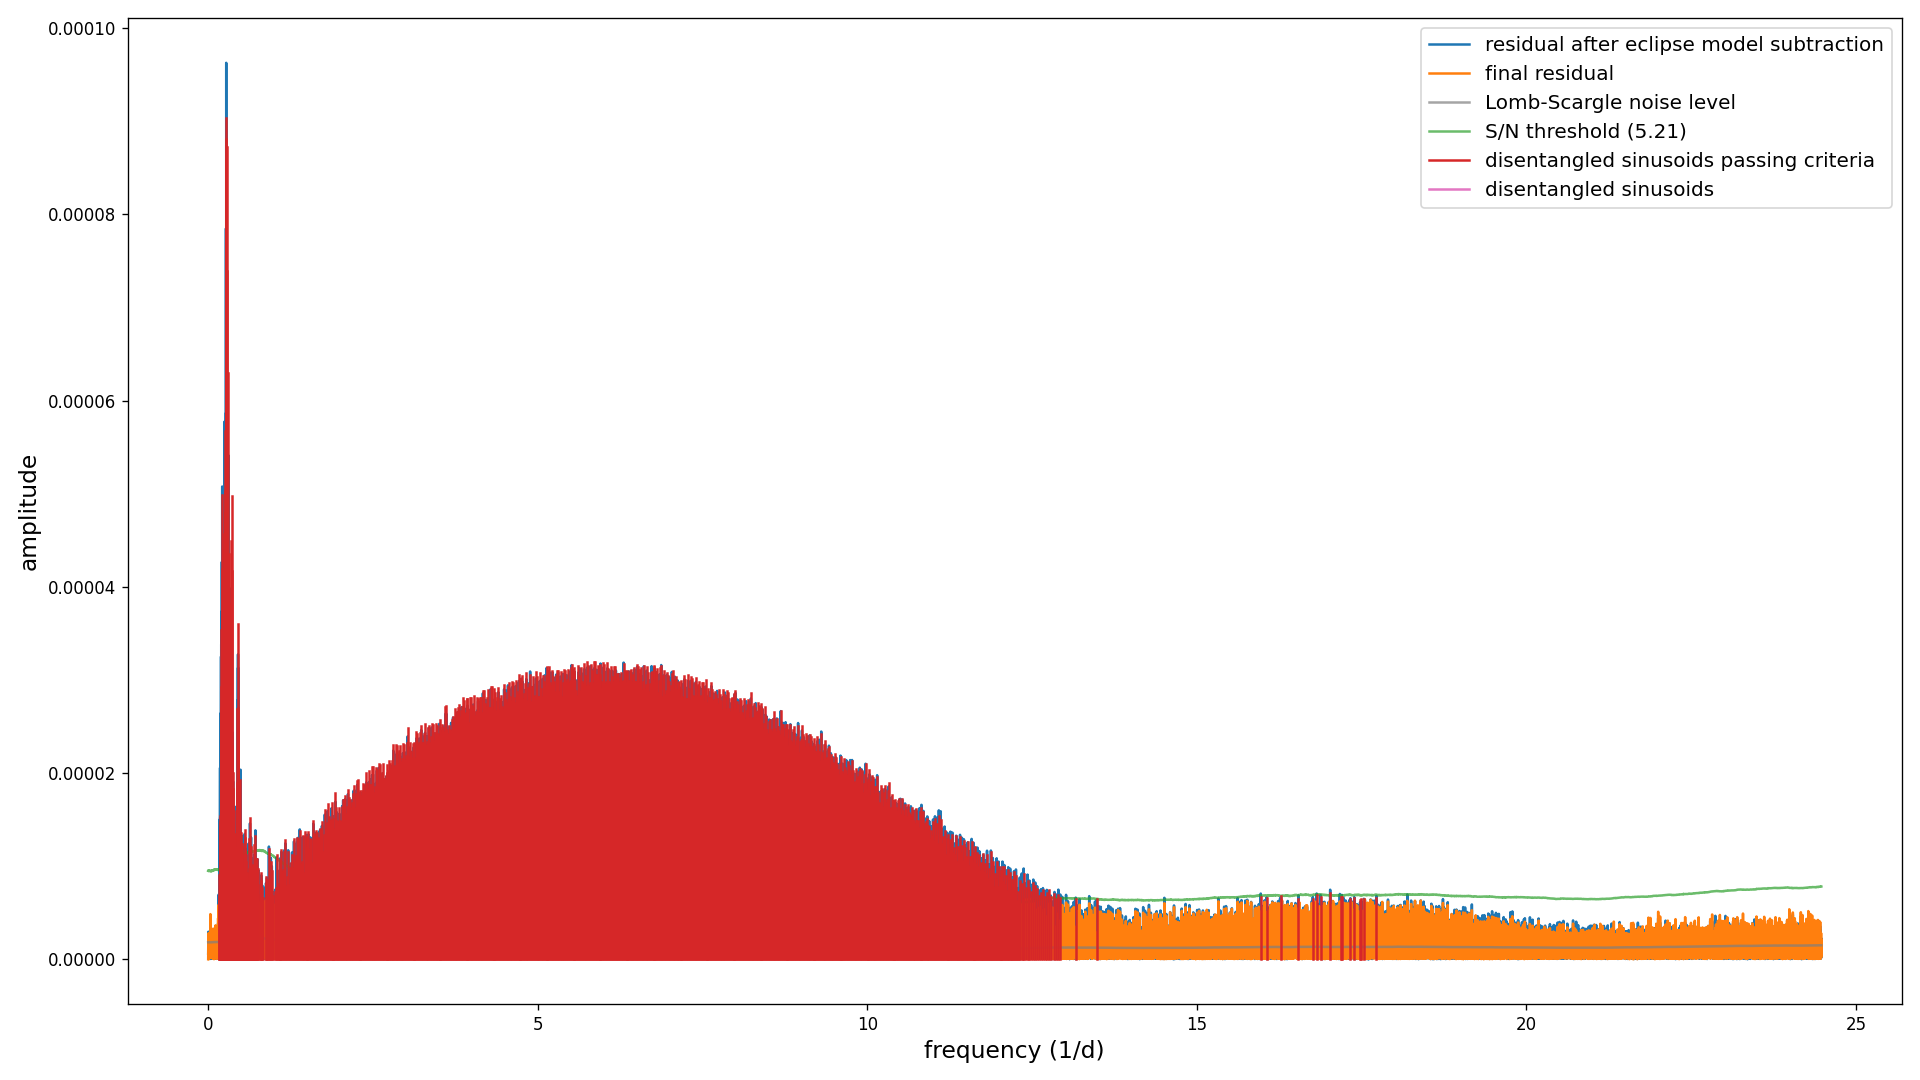 0.00010
0.00008
0.00006
0.00004
0.00002
0.00000
amplitude
residual after eclipse model subtraction
final residual
Lomb-Scargle noise level
S/N threshold (5.21)
disentangled sinusoids passing criteria
disentangled sinusoids
0
5
10
15
20
25
frequency (1/d)